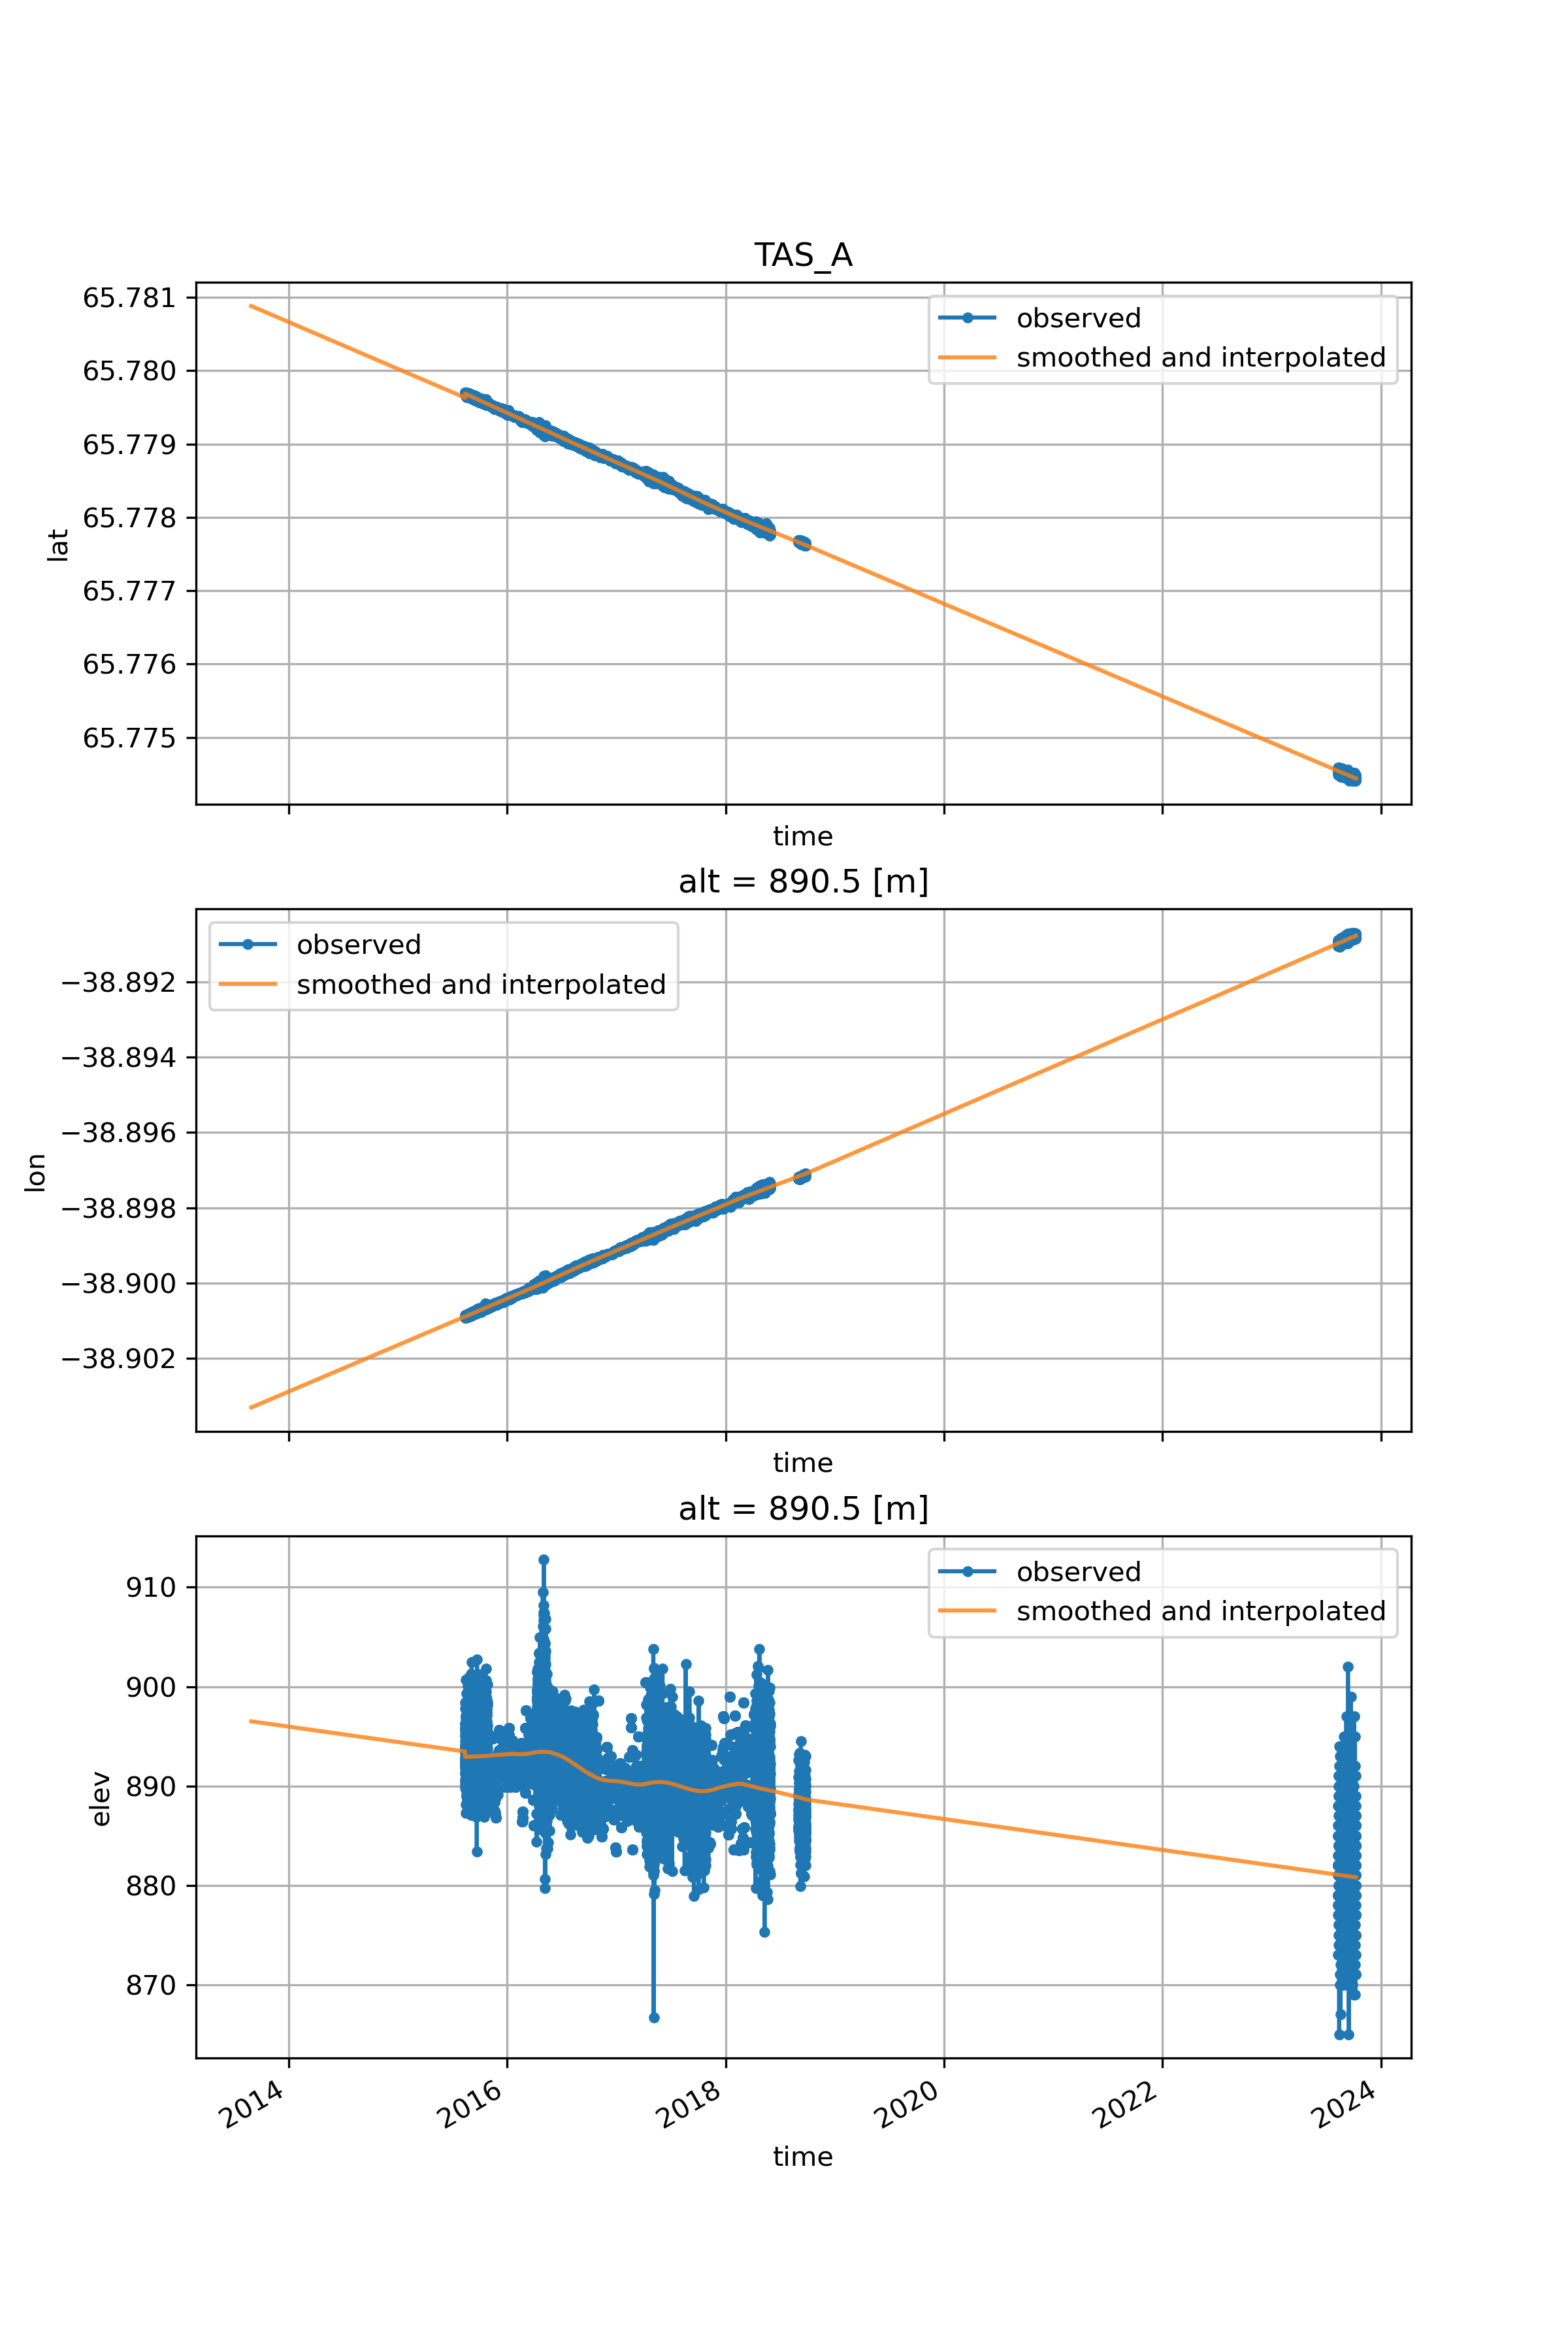 TAS_A
65.781
65.780
65.779
65.778
65.777
65.776
65.775
lat
observed
smoothed and interpolated
time
alt = 890.5 [m]
−38.892
−38.894
−38.896
−38.898
−38.900
−38.902
lon
observed
smoothed and interpolated
time
alt = 890.5 [m]
910
900
890
880
870
elev
observed
smoothed and interpolated
2014
2016
2018
2020
2022
2024
time